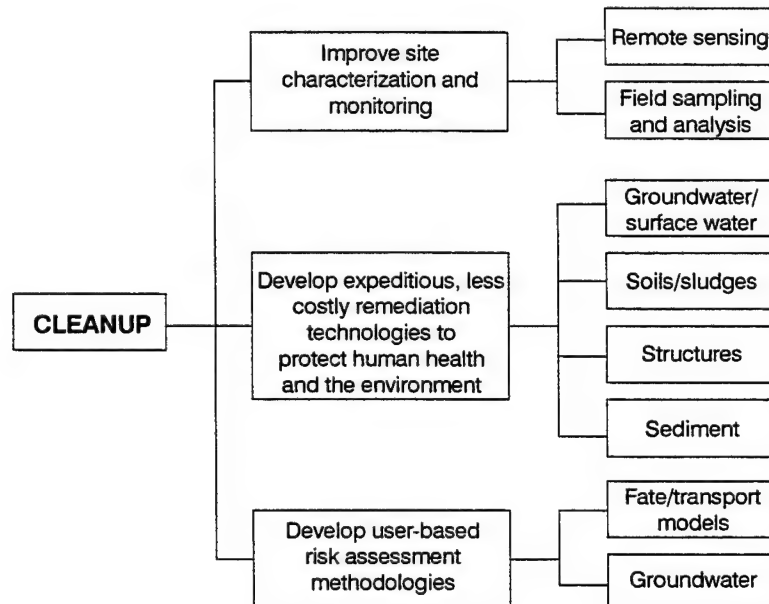 CLEANUP
Improve site
characterization and
monitoring
Remote sensing
Field sampling
and analysis
Develop expeditious, less
costly remediation
technologies to
protect human health
and the environment
Groundwater/
surface water
Soils/sludges
Structures
Sediment
Develop user-based
risk assessment
methodologies
Fate/transport
models
Groundwater